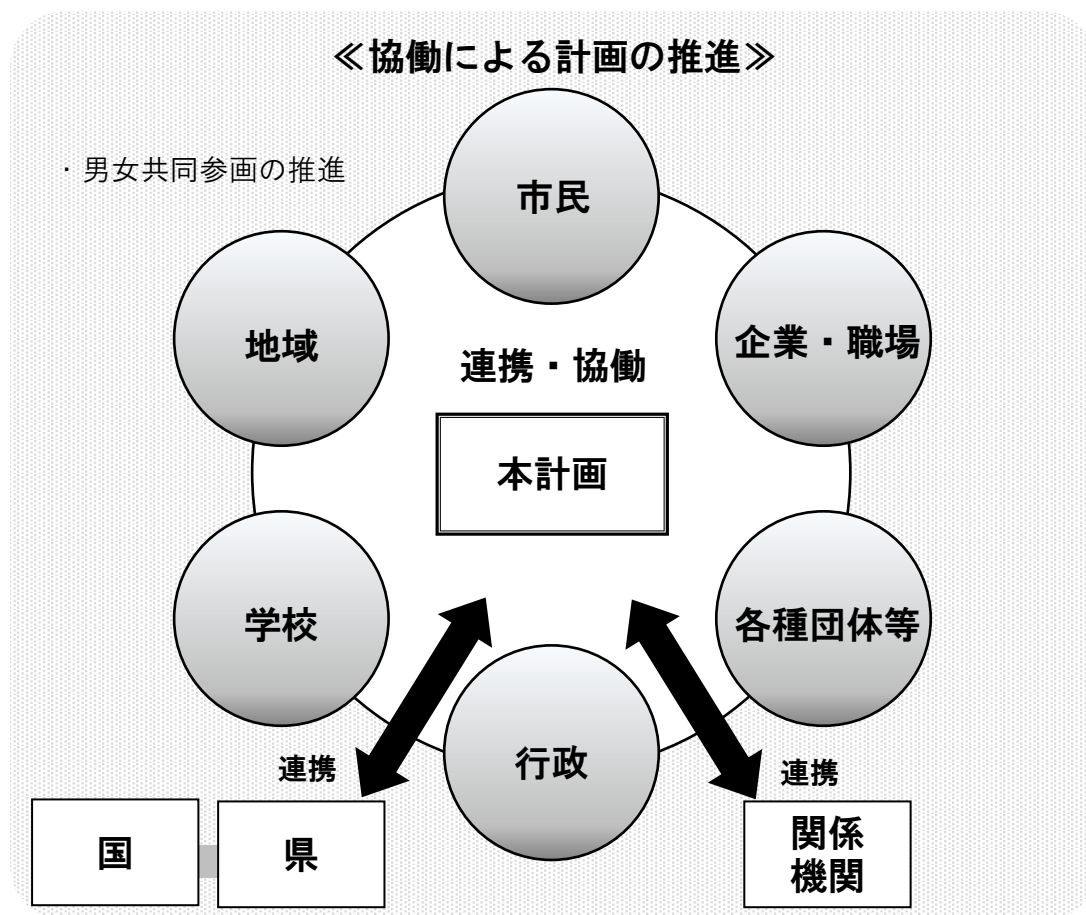 ≪協働による計画の推進≫
・男女共同参画の推進
市民
地域
企業・職場
連携・協働
本計画
学校
各種団体等
行政
連携
連携
国
県
関係
機関